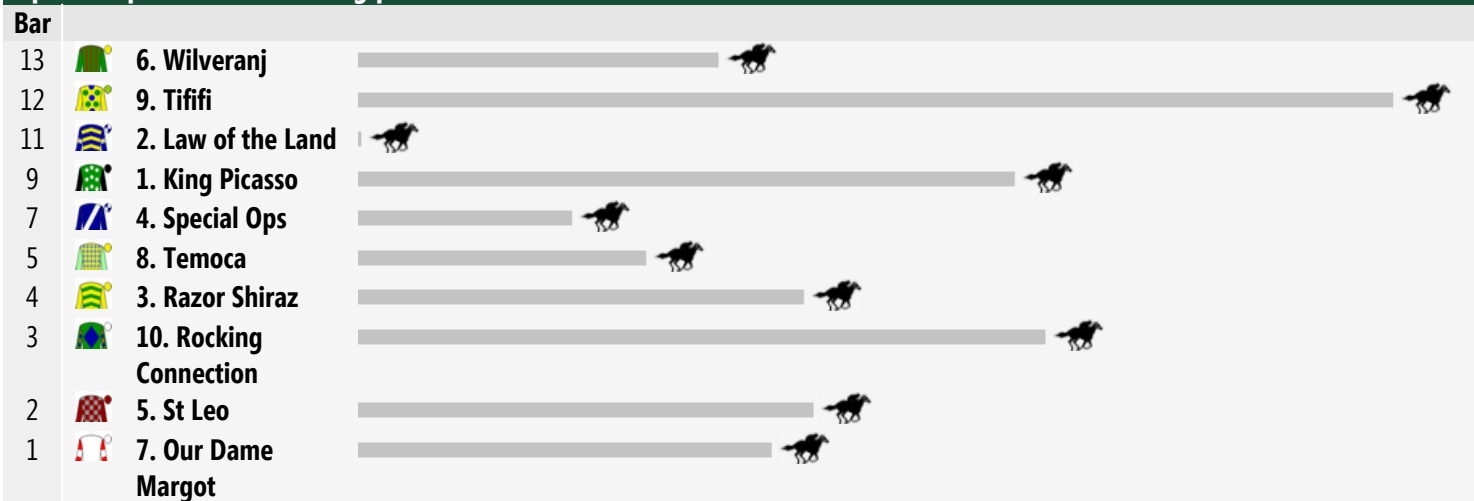 Bar
13 6. Wilveranj
12 9. Tififi
11 2. Law of the Land
9 1. King Picasso
7 4. Special Ops
5 8. Temoca
4 3. Razor Shiraz
3 10. Rocking
Connection
2 5. St Leo
1 7. Our Dame
Margot